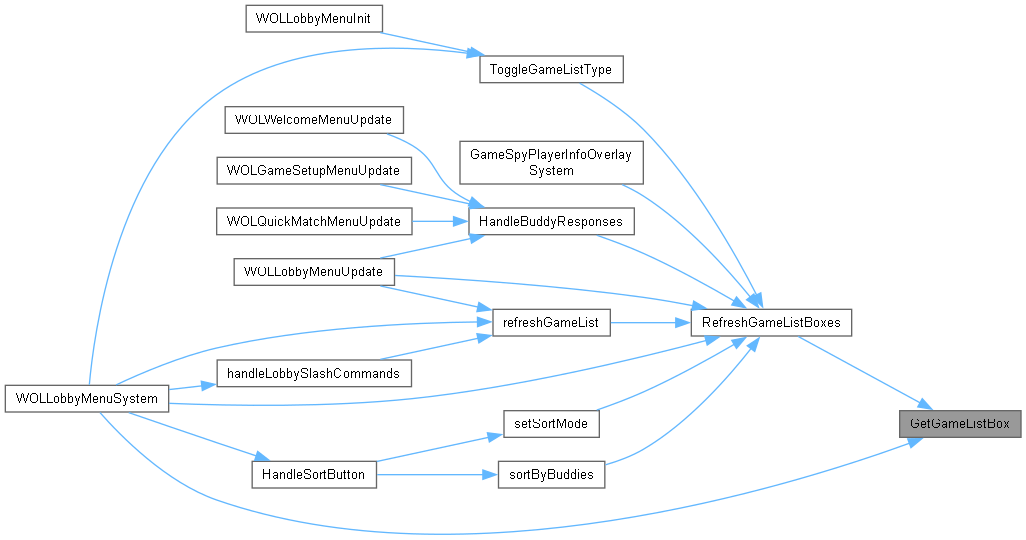 WOLLobbyMenuInit
ToggleGameListType
WOLWelcomeMenuUpdate
GameSpyPlayerInfoOverlay
System
WOLGameSetupMenuUpdate
WOLQuickMatchMenuUpdate
HandleBuddyResponses
WOLLobbyMenuUpdate
refreshGameList
RefreshGameListBoxes
handleLobbySlashCommands
WOLLobbyMenuSystem
setSortMode
GetGameListBox
HandleSortButton
sortByBuddies